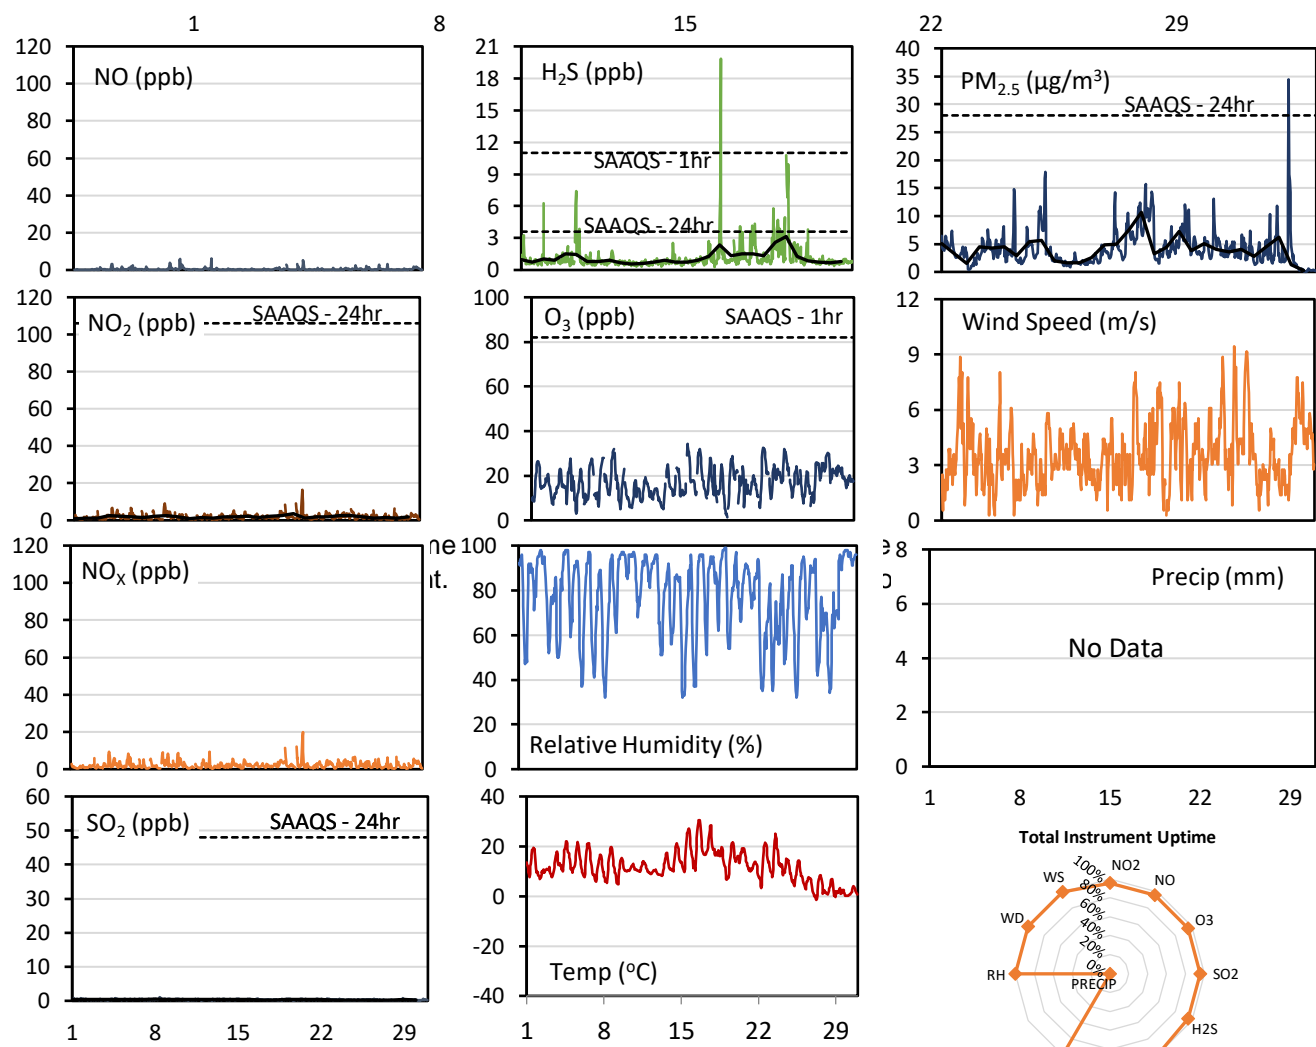 1 8 15 22 29
120
100
80
60
40
20
0
NO (ppb)
21
18
15
12
9
6
3
0
H₂S (ppb)
SAAQS - 1hr
SAAQS - 24hr
40
35
30
25
20
15
10
5
0
PM₂.₅ (µg/m³)
SAAQS - 24hr
120
100
80
60
40
20
0
NO₂ (ppb)
SAAQS - 24hr
100
80
60
40
20
0
O₃ (ppb)
SAAQS - 1hr
12
9
6
3
0
Wind Speed (m/s)
120
100
80
60
40
20
0
NOₓ (ppb)
me
nt.
100
80
60
40
20
0
Relative Humidity (%)
e
8
6
4
2
0
Precip (mm)
No Data
1 8 15 22 29
60
50
40
30
20
10
0
SO₂ (ppb)
SAAQS - 24hr
1 8 15 22 29
40
20
0
-20
-40
Temp (°C)
1 8 15 22 29
Total Instrument Uptime
100%
80%
60%
40%
20%
0%
NO2
NO
O3
SO2
H2S
PRECIP
RH
WD
WS